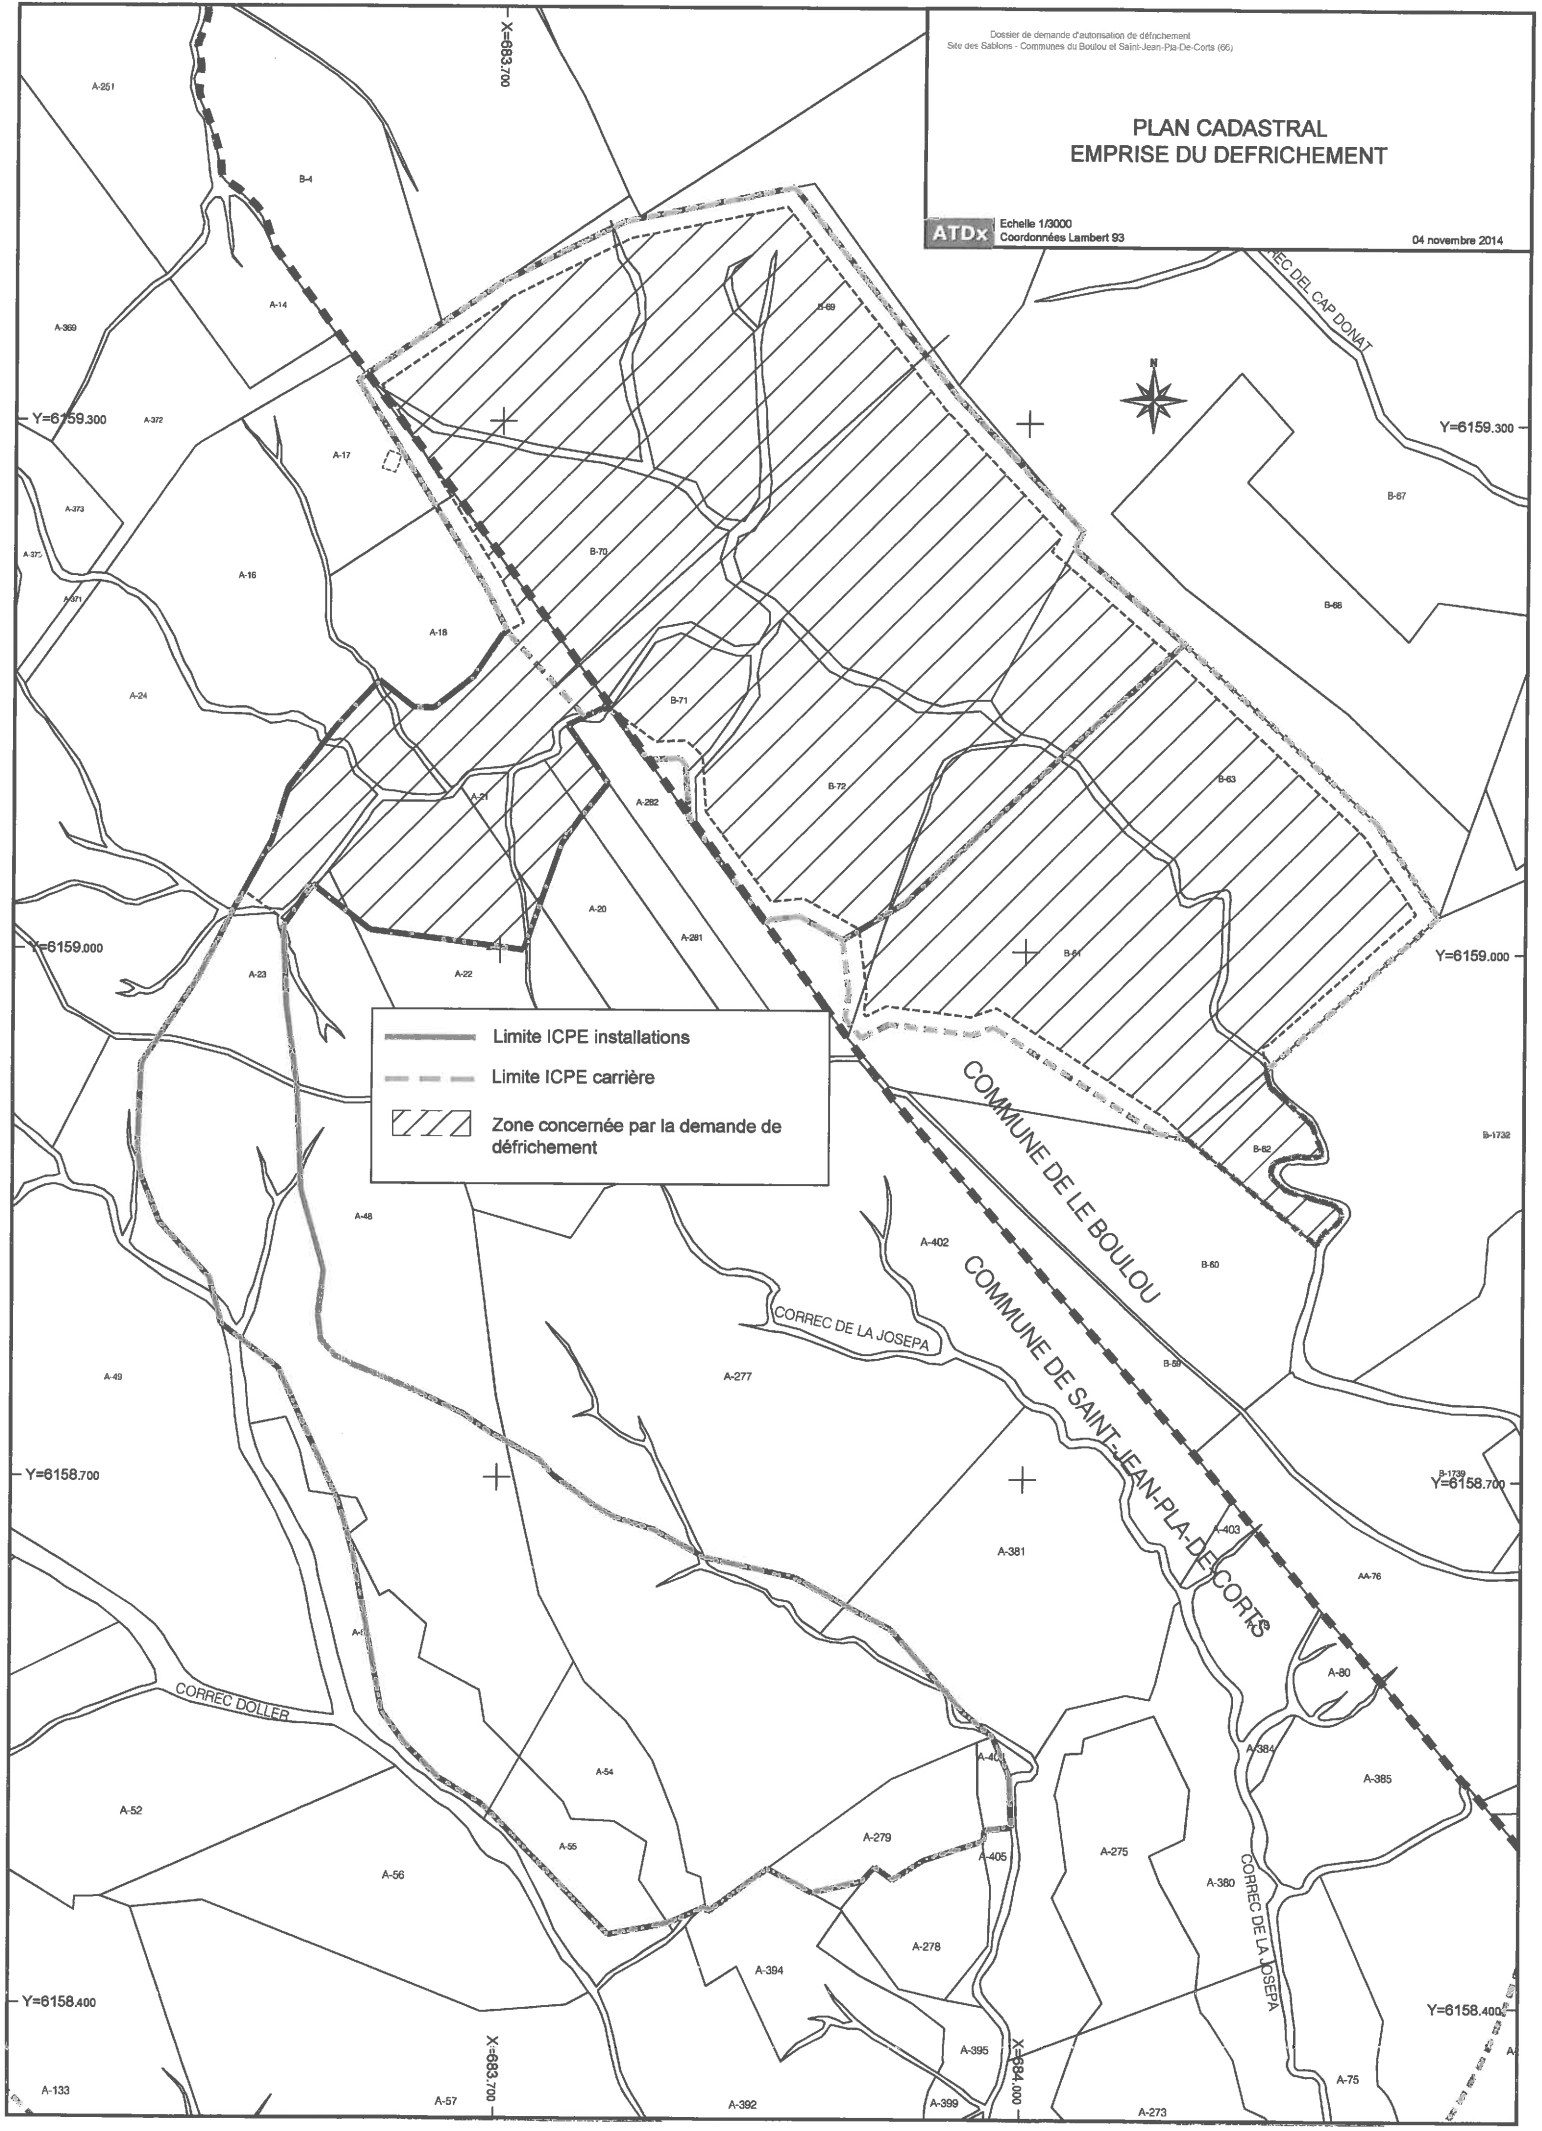 Dossier de demande d'autorisation de défrichement
Site des Sablons - Communes du Boulou et Saint-Jean-Pla-De-Corts (66)
PLAN CADASTRAL
EMPRISE DU DEFRICHEMENT
ATDx
Echelle 1/3000
Coordonnées Lambert 93
04 novembre 2014
X=683.700
A-251
B-4
A-14
A-369
B-69
REC DEL CAP DONAT
N
Y=6159.300
A-372
A-17
Y=6159.300
B-67
A-373
B-70
A-371
A-16
B-68
A-18
A-24
B-71
B-72
B-63
A-21
A-282
A-20
A-281
Y=6159.000
A-23
A-22
B-61
Y=6159.000
Limite ICPE installations
Limite ICPE carrière
Zone concernée par la demande de
défrichement
COMMUNE DE LE BOULOU
B-62
B-1732
A-48
A-402
B-60
COMMUNE DE SAINT-JEAN-PLA-DE-CORTS
CORREC DE LA JOSEPA
A-49
A-277
B-59
Y=6158.700
B-1739
Y=6158.700
A-403
A-381
AA-76
A-80
CORREC DOLLER
A-384
A-54
A-385
A-52
A-279
A-55
A-405
A-275
A-56
A-380
CORREC DE LA JOSEPA
A-278
A-394
Y=6158.400
Y=6158.400
X=683.700
A-395
X=684.000
A-133
A-57
A-392
A-399
A-273
A-75